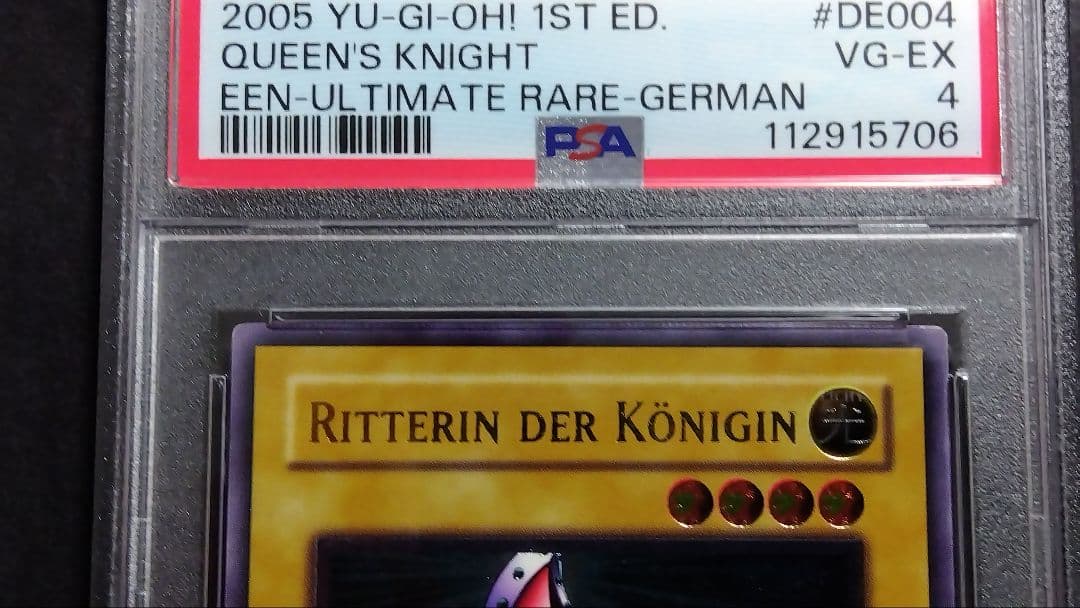 2005 YU-GI-OH! 1ST ED. #DE004
QUEEN'S KNIGHT VG-EX
EEN-ULTIMATE RARE-GERMAN 4
PSA 112915706
RITTERIN DER KÖNIGIN